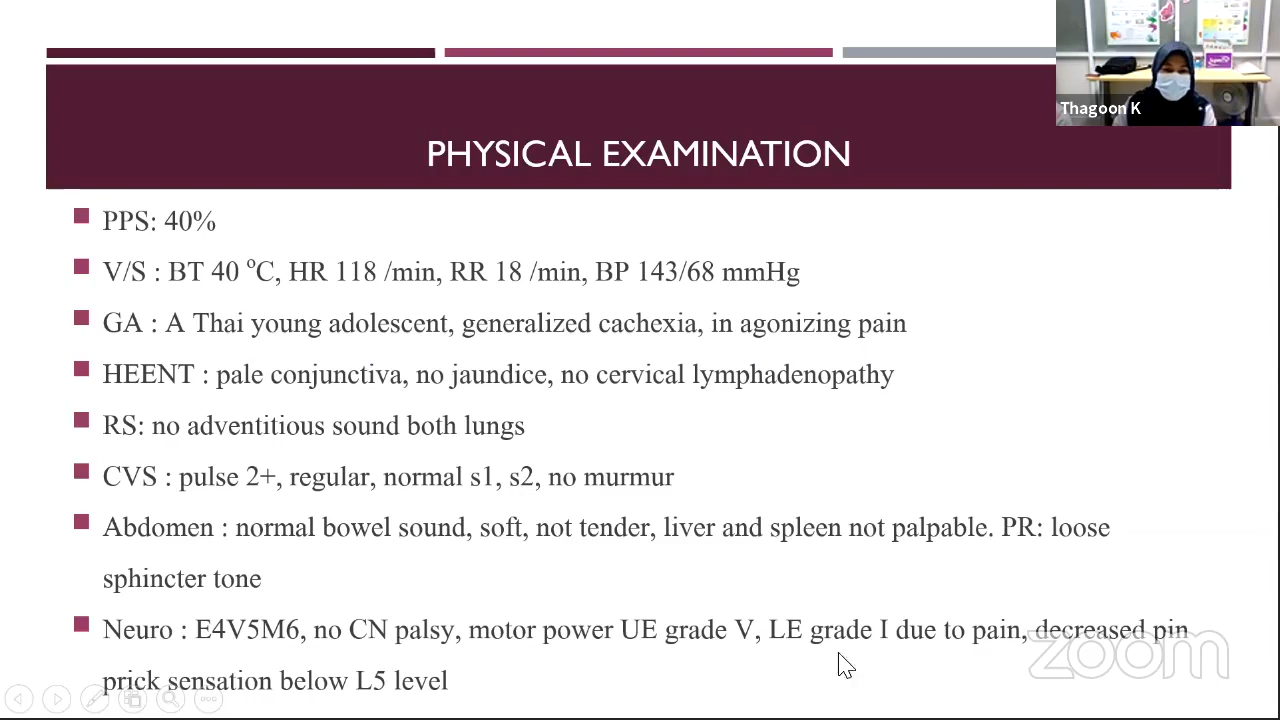 Thagoon K
PHYSICAL EXAMINATION
PPS: 40%
V/S : BT 40 °C, HR 118 /min, RR 18 /min, BP 143/68 mmHg
GA : A Thai young adolescent, generalized cachexia, in agonizing pain
HEENT : pale conjunctiva, no jaundice, no cervical lymphadenopathy
RS: no adventitious sound both lungs
CVS : pulse 2+, regular, normal s1, s2, no murmur
Abdomen : normal bowel sound, soft, not tender, liver and spleen not palpable. PR: loose
sphincter tone
Neuro : E4V5M6, no CN palsy, motor power UE grade V, LE grade I due to pain, decreased pin
prick sensation below L5 level
zoom